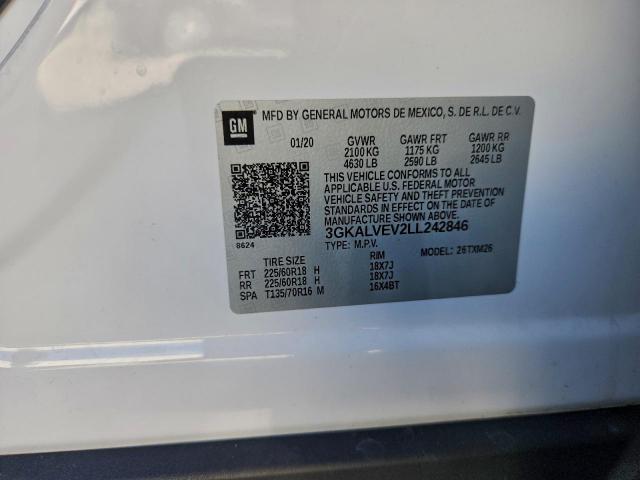 GM
MFD BY GENERAL MOTORS DE MEXICO, S. DE R.L. DE C.V.
01/20 GVWR GAWR FRT GAWR RR
2100 KG 1175 KG 1200 KG
4630 LB 2590 LB 2645 LB
THIS VEHICLE CONFORMS TO ALL
APPLICABLE U.S. FEDERAL MOTOR
VEHICLE SAFETY AND THEFT PREVENTION
STANDARDS IN EFFECT ON THE DATE OF
MANUFACTURE SHOWN ABOVE.
3GKALVEV2LL242846
8624
TYPE: M.P.V. MODEL: 26TXM26
TIRE SIZE RIM
FRT 225/60R18 H 18X7J
RR 225/60R18 H 18X7J
SPA T135/70R16 M 16X4BT